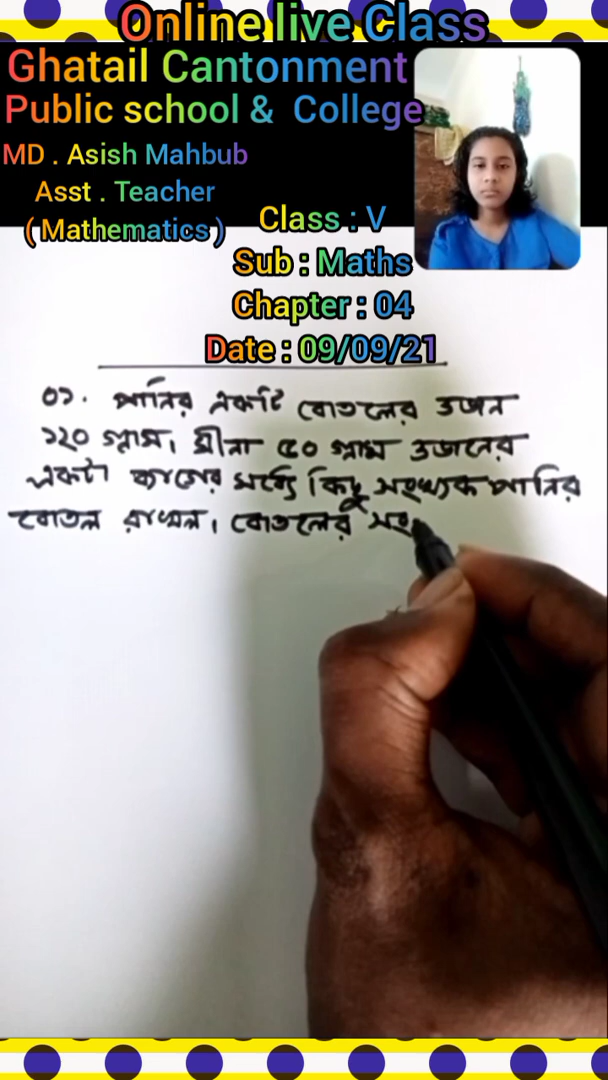 Online live Class
Ghatail Cantonment
Public school & College
MD . Asish Mahbub
Asst . Teacher
( Mathematics )
Class : V
Sub : Maths
Chapter : 04
Date : 09/09/21
০১. পানির একটি বোতলের ওজন
১২০ গ্রাম। মীনা ৫০ গ্রাম ওজনের
একটা ব্যাগের মধ্যে কিছু সংখ্যক পানির
বোতল রাখল। বোতলের সং